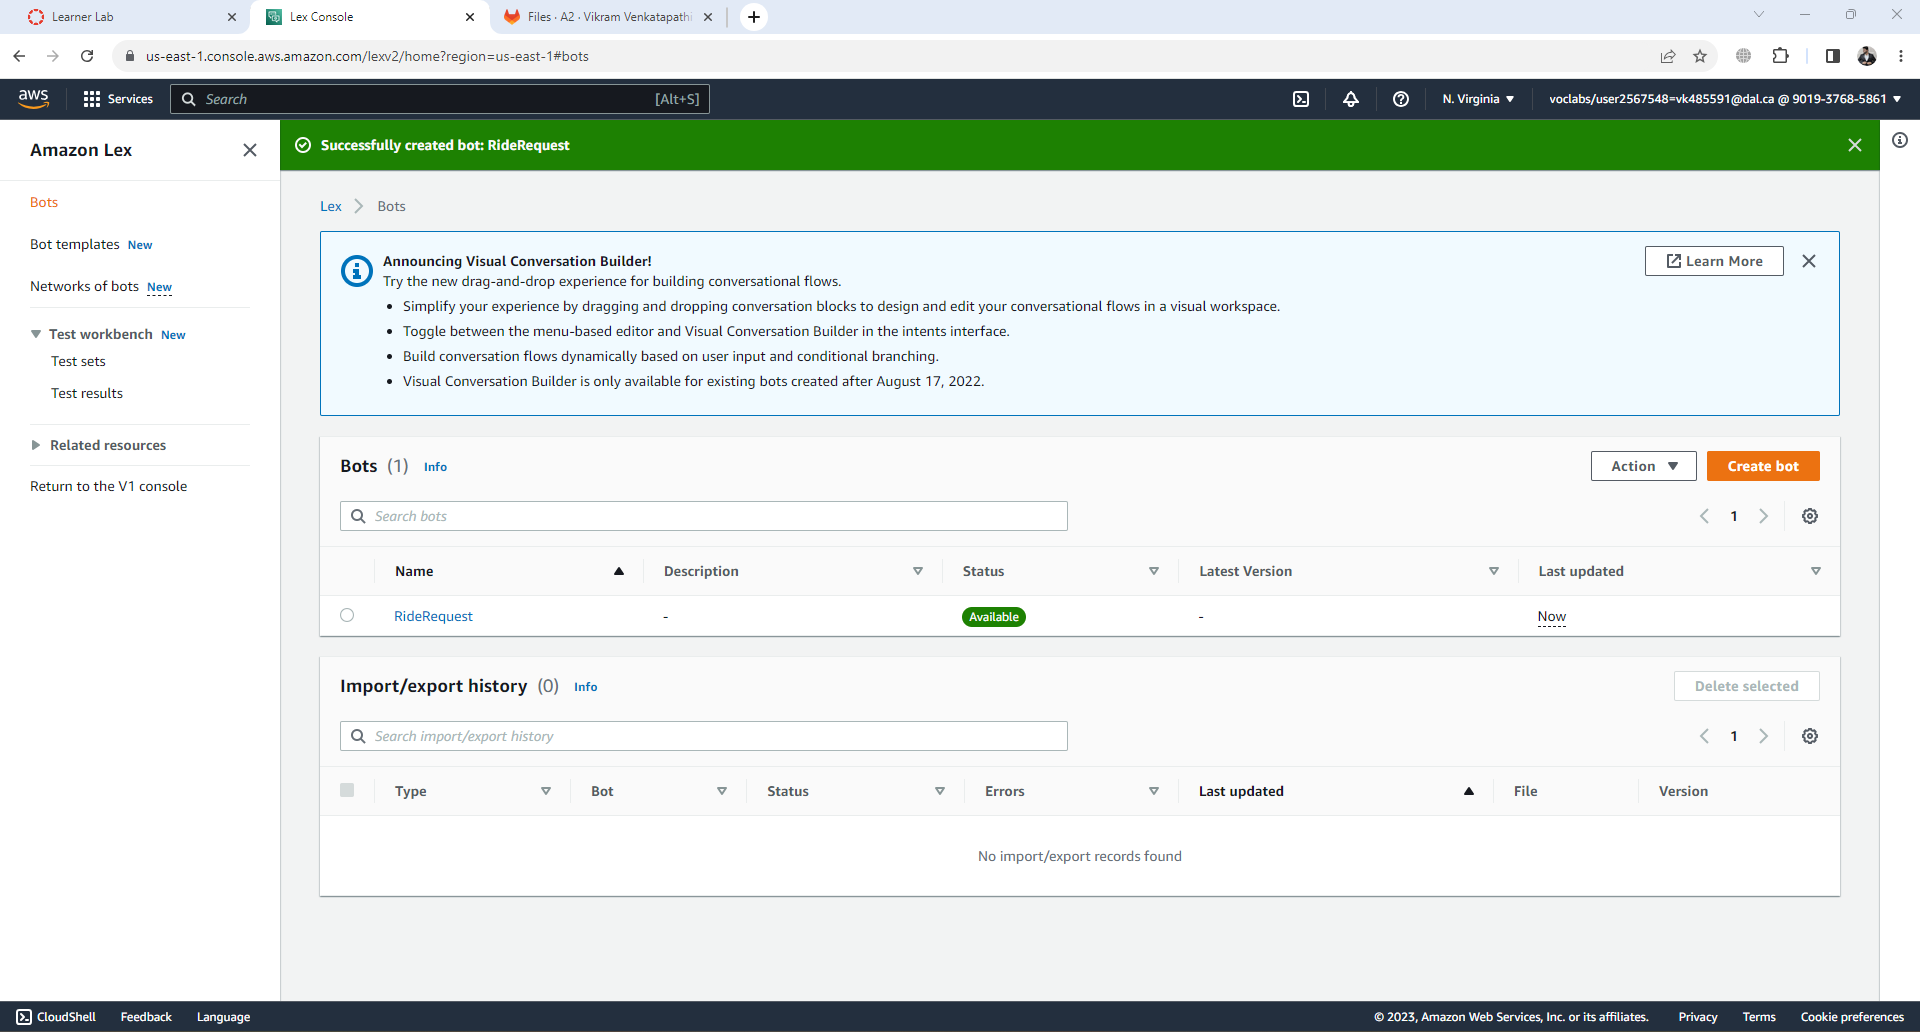 Learner Lab
Lex Console
Files · A2 · Vikram Venkatapathi
us-east-1.console.aws.amazon.com/lexv2/home?region=us-east-1#bots
aws
Services
Search
[Alt+S]
N. Virginia
voclabs/user2567548=vk485591@dal.ca @ 9019-3768-5861
Amazon Lex
Bots
Bot templates New
Networks of bots New
Test workbench New
Test sets
Test results
Related resources
Return to the V1 console
Successfully created bot: RideRequest
Lex
Bots
Announcing Visual Conversation Builder!
Learn More
Try the new drag-and-drop experience for building conversational flows.
• Simplify your experience by dragging and dropping conversation blocks to design and edit your conversational flows in a visual workspace.
• Toggle between the menu-based editor and Visual Conversation Builder in the intents interface.
• Build conversation flows dynamically based on user input and conditional branching.
• Visual Conversation Builder is only available for existing bots created after August 17, 2022.
Bots (1) Info
Action
Create bot
Search bots
1
Name Description Status Latest Version Last updated
RideRequest - Available - Now
Import/export history (0) Info
Delete selected
Search import/export history
1
Type Bot Status Errors Last updated File Version
No import/export records found
CloudShell Feedback Language
© 2023, Amazon Web Services, Inc. or its affiliates. Privacy Terms Cookie preferences